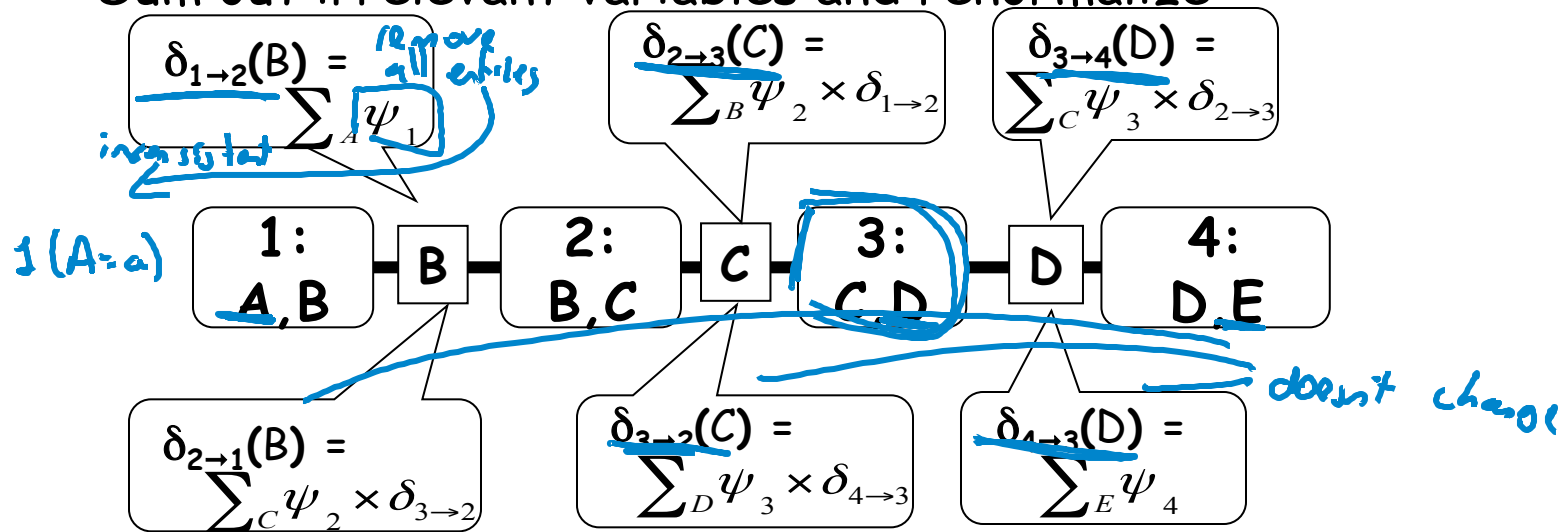 Sum out irrelevant variables and renormalize
δ1→2(B) =
∑A ψ1
remove
all entries
inconsistent
δ2→3(C) =
∑B ψ2 × δ1→2
δ3→4(D) =
∑C ψ3 × δ2→3
1(A=a)
1:
A,B
B
2:
B,C
C
3:
C,D
D
4:
D,E
doesn't change
δ2→1(B) =
∑C ψ2 × δ3→2
δ3→2(C) =
∑D ψ3 × δ4→3
δ4→3(D) =
∑E ψ4